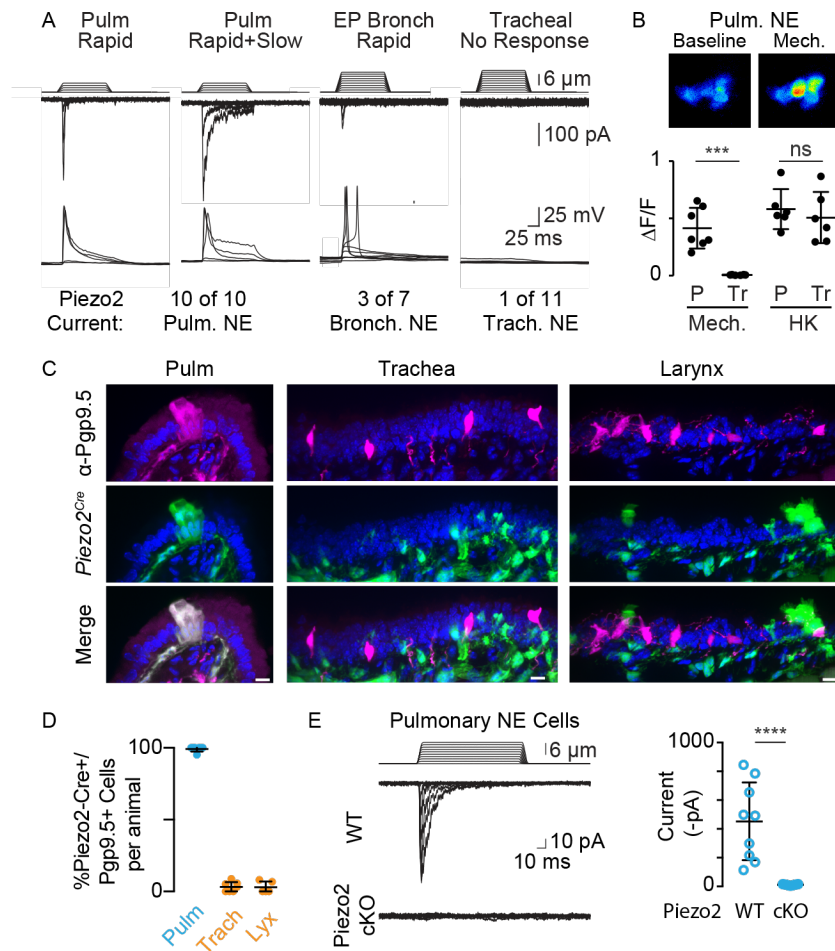 A
Pulm
Rapid
Pulm
Rapid+Slow
EP Bronch
Rapid
Tracheal
No Response
6 µm
100 pA
25 mV
25 ms
Piezo2
Current:
10 of 10
Pulm. NE
3 of 7
Bronch. NE
1 of 11
Trach. NE
B
Pulm. NE
Baseline
Mech.
***
ns
1
0
ΔF/F
P Tr P Tr
Mech. HK
C
Pulm
Trachea
Larynx
α-Pgp9.5
Piezo2Cre
Merge
D
%Piezo2-Cre+/
Pgp9.5+ Cells
per animal
100
0
Pulm
Trach
Lyx
E
Pulmonary NE Cells
6 µm
WT
10 pA
10 ms
Piezo2
cKO
****
1000
0
Current
(-pA)
Piezo2 WT cKO